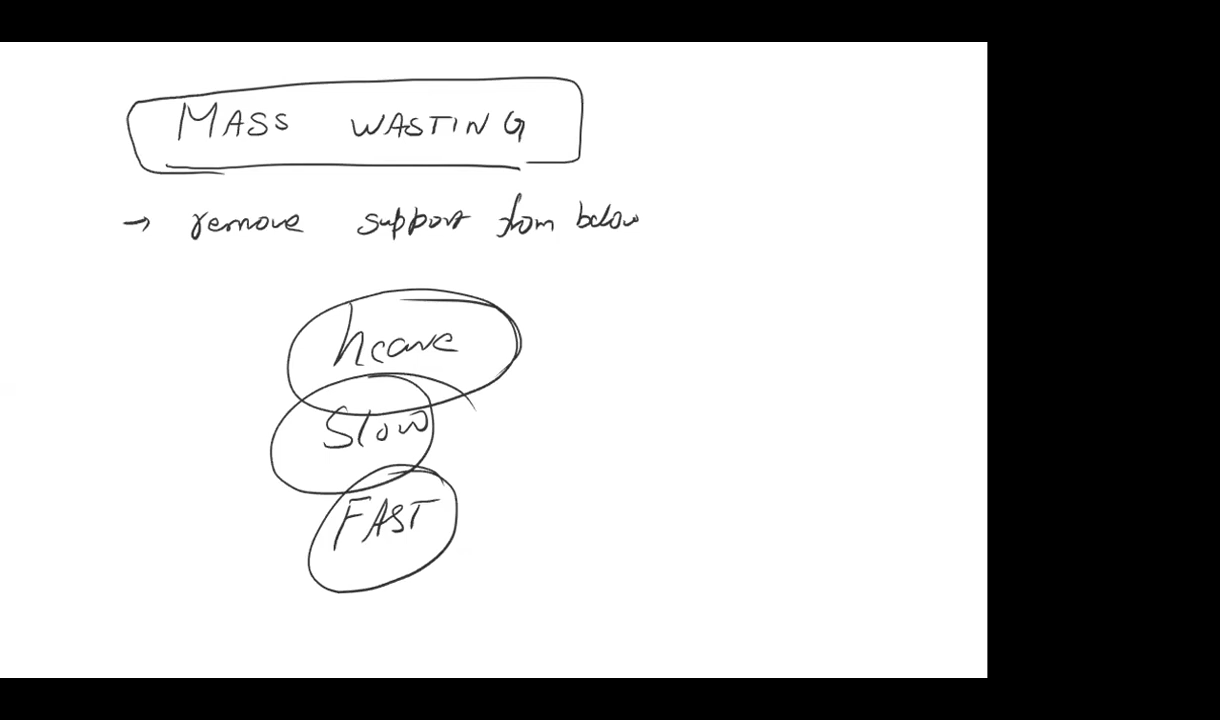 MASS WASTING
→ remove support from below
heave
Slow
FAST